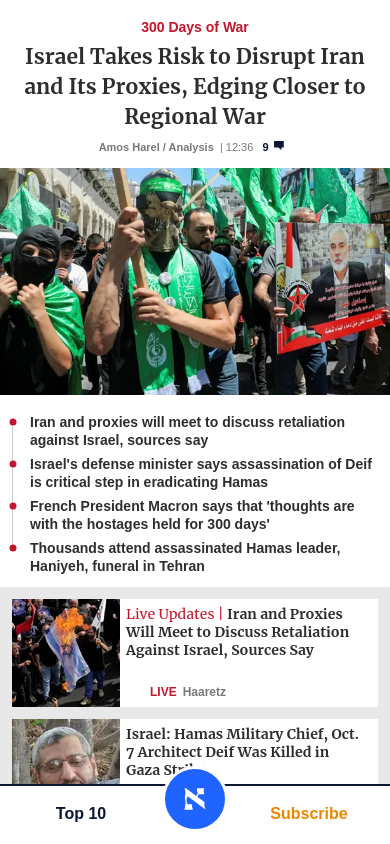 300 Days of War
Israel Takes Risk to Disrupt Iran
and Its Proxies, Edging Closer to
Regional War
Amos Harel / Analysis | 12:36 9
Iran and proxies will meet to discuss retaliation
against Israel, sources say
Israel's defense minister says assassination of Deif
is critical step in eradicating Hamas
French President Macron says that 'thoughts are
with the hostages held for 300 days'
Thousands attend assassinated Hamas leader,
Haniyeh, funeral in Tehran
Live Updates | Iran and Proxies
Will Meet to Discuss Retaliation
Against Israel, Sources Say
LIVE Haaretz
Israel: Hamas Military Chief, Oct.
7 Architect Deif Was Killed in
Gaza
Top 10
Subscribe